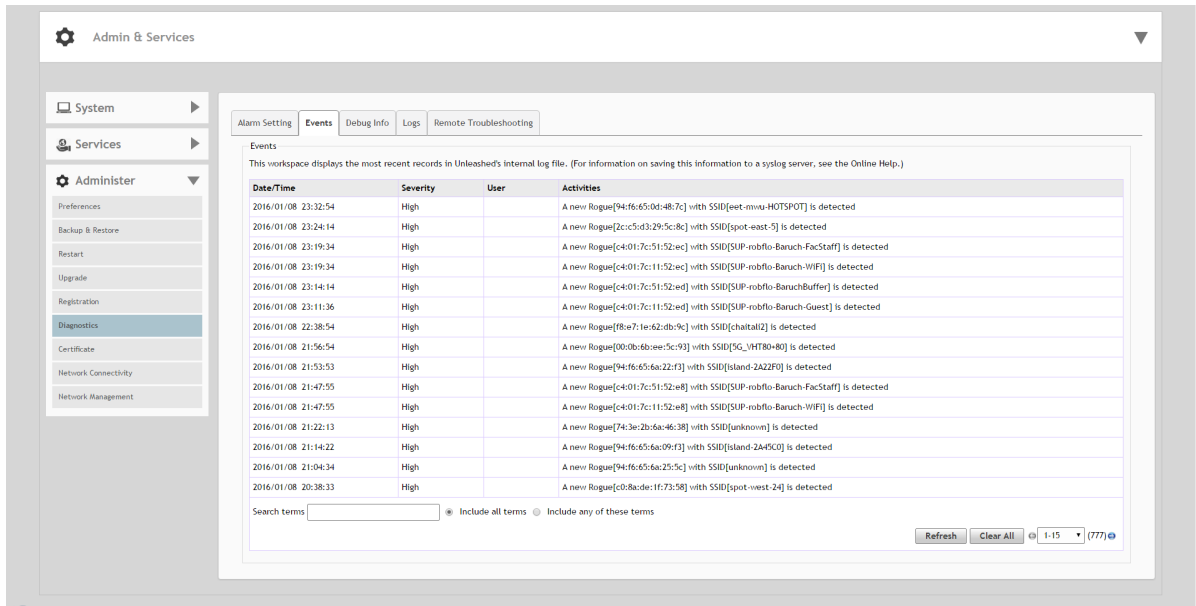 Admin & Services
System
Services
Administer
Preferences
Backup & Restore
Restart
Upgrade
Registration
Diagnostics
Certificate
Network Connectivity
Network Management
Alarm Setting Events Debug Info Logs Remote Troubleshooting
Events
This workspace displays the most recent records in Unleashed's internal log file. (For information on saving this information to a syslog server, see the Online Help.)
Date/Time Severity User Activities
2016/01/08 23:32:54 High A new Rogue[94:f6:65:0d:48:7c] with SSID[eet-mwu-HOTSPOT] is detected
2016/01/08 23:24:14 High A new Rogue[2c:c5:d3:29:5c:8c] with SSID[spot-east-5] is detected
2016/01/08 23:19:34 High A new Rogue[c4:01:7c:51:52:ec] with SSID[SUP-robflo-Baruch-FacStaff] is detected
2016/01/08 23:19:34 High A new Rogue[c4:01:7c:11:52:ec] with SSID[SUP-robflo-Baruch-WiFi] is detected
2016/01/08 23:14:14 High A new Rogue[c4:01:7c:51:52:ed] with SSID[SUP-robflo-BaruchBuffer] is detected
2016/01/08 23:11:36 High A new Rogue[c4:01:7c:11:52:ed] with SSID[SUP-robflo-Baruch-Guest] is detected
2016/01/08 22:38:54 High A new Rogue[f8:e7:1e:62:db:9c] with SSID[chaitali2] is detected
2016/01/08 21:56:54 High A new Rogue[00:0b:6b:ee:5c:93] with SSID[5G_VHT80+80] is detected
2016/01/08 21:53:53 High A new Rogue[94:f6:65:6a:22:f3] with SSID[island-2A22F0] is detected
2016/01/08 21:47:55 High A new Rogue[c4:01:7c:51:52:e8] with SSID[SUP-robflo-Baruch-FacStaff] is detected
2016/01/08 21:47:55 High A new Rogue[c4:01:7c:11:52:e8] with SSID[SUP-robflo-Baruch-WiFi] is detected
2016/01/08 21:22:13 High A new Rogue[74:3e:2b:6a:46:38] with SSID[unknown] is detected
2016/01/08 21:14:22 High A new Rogue[94:f6:65:6a:09:f3] with SSID[island-2A45C0] is detected
2016/01/08 21:04:34 High A new Rogue[94:f6:65:6a:25:5c] with SSID[unknown] is detected
2016/01/08 20:38:33 High A new Rogue[c0:8a:de:1f:73:58] with SSID[spot-west-24] is detected
Search terms Include all terms Include any of these terms
Refresh Clear All 1-15 (777)